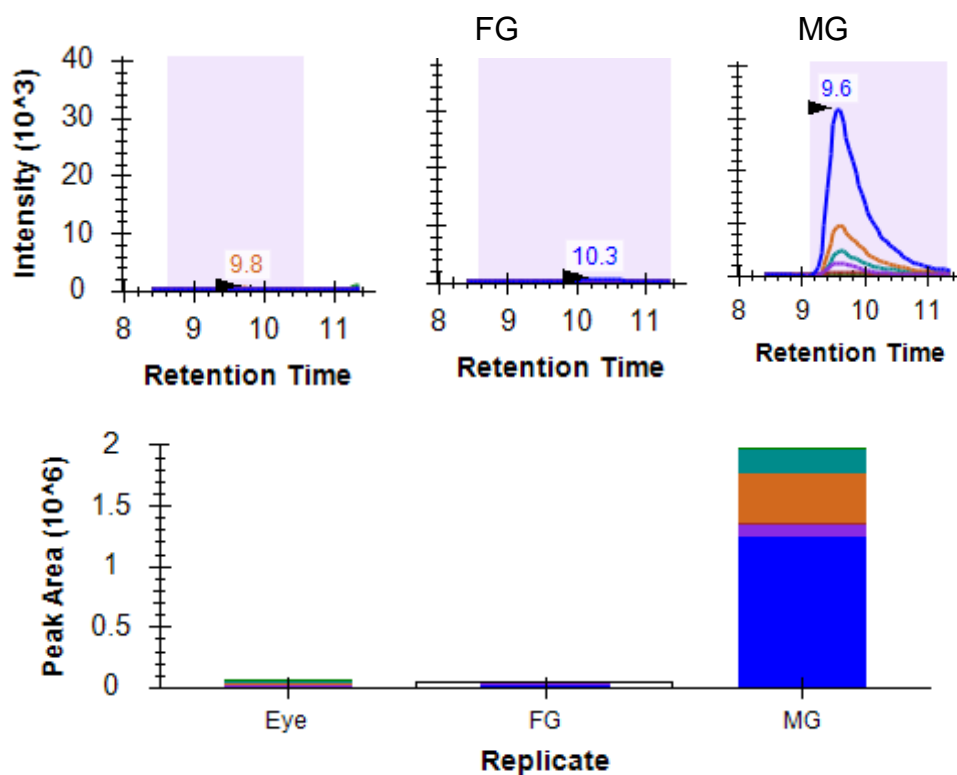 FG
MG
Intensity (10^3)
40
30
20
10
0
9.8
8 9 10 11
Retention Time
10.3
8 9 10 11
Retention Time
9.6
8 9 10 11
Retention Time
Peak Area (10^6)
2
1.5
1
0.5
0
Eye FG MG
Replicate